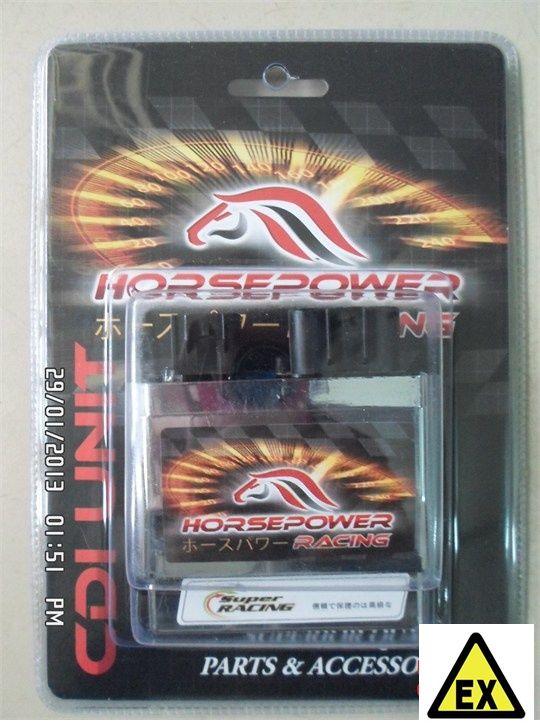 HORSEPOWER
ホースパワー
CDI UNIT
29/01/2013 01:51 PM
HORSEPOWER
ホースパワー RACING
Super
RACING
PARTS &
EX